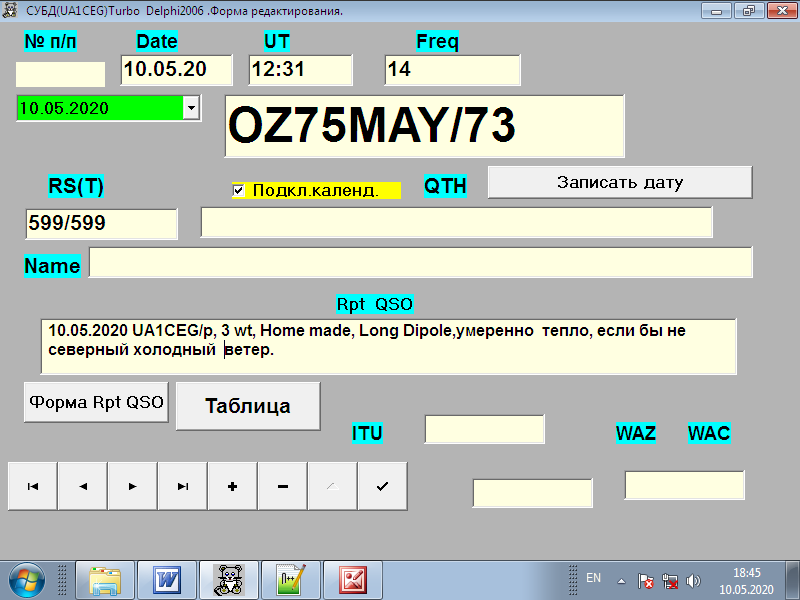 СУБД(UA1CEG)Turbo Delphi2006 .Форма редактирования.
№ п/п Date UT Freq
10.05.20 12:31 14
10.05.2020
OZ75MAY/73
RS(T) Подкл.календ. QTH Записать дату
599/599
Name
Rpt QSO
10.05.2020 UA1CEG/p, 3 wt, Home made, Long Dipole,умеренно тепло, если бы не
северный холодный ветер.
Форма Rpt QSO Таблица
ITU WAZ WAC
EN 18:45
10.05.2020